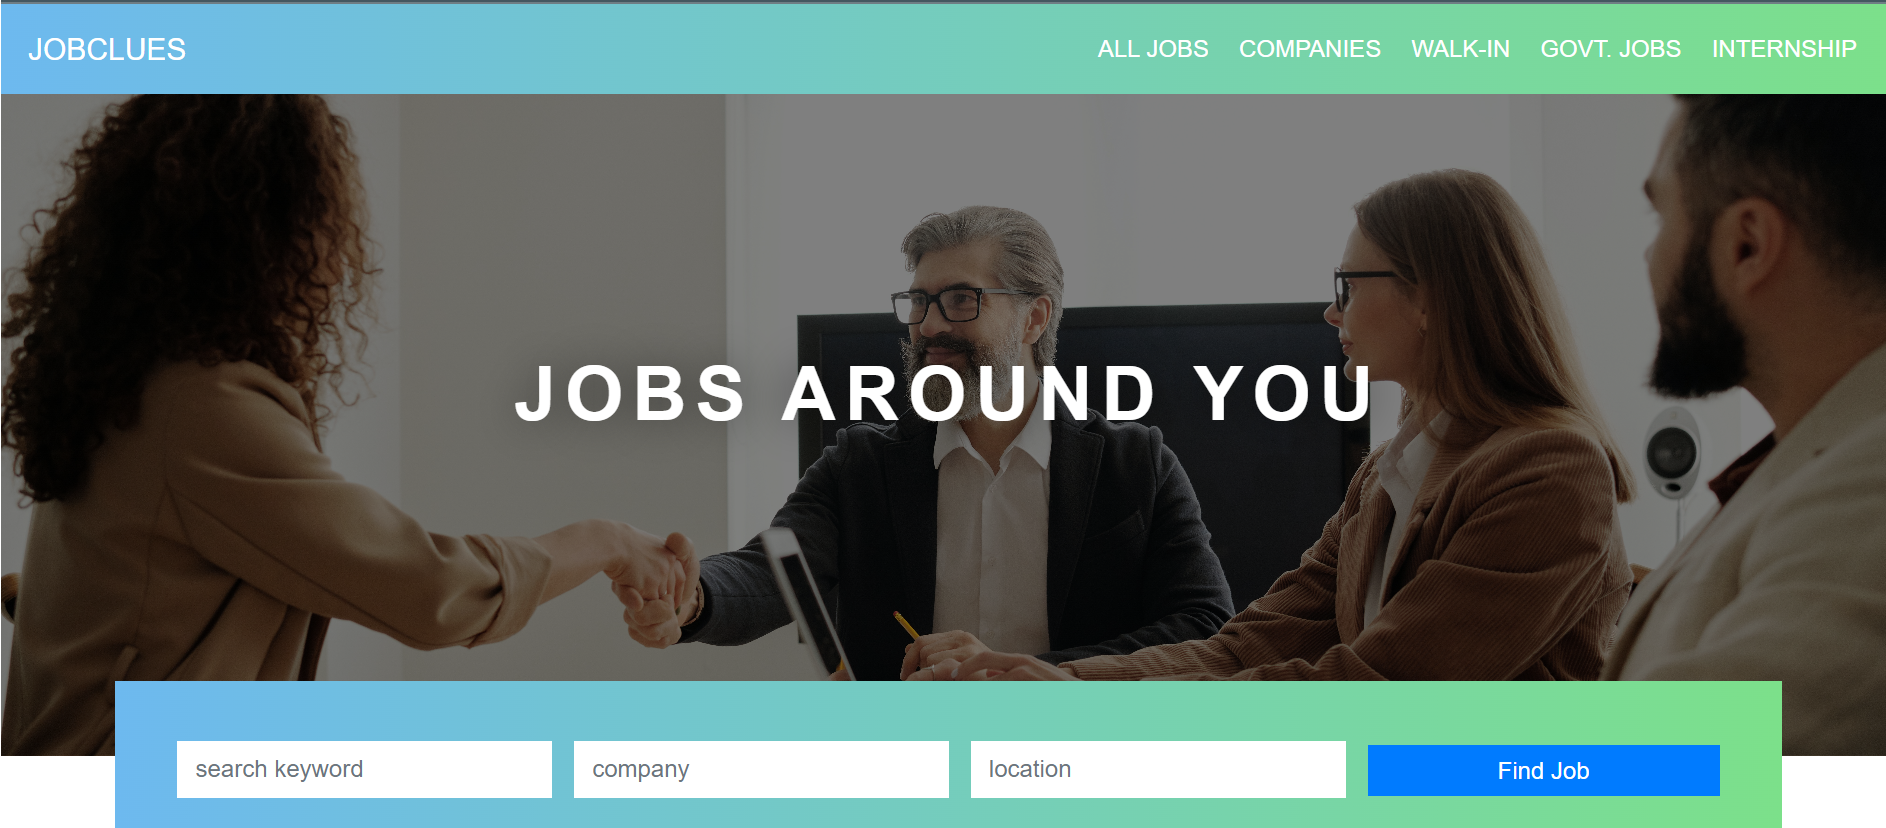 JOBCLUES
ALL JOBS COMPANIES WALK-IN GOVT. JOBS INTERNSHIP
JOBS AROUND YOU
search keyword company location Find Job